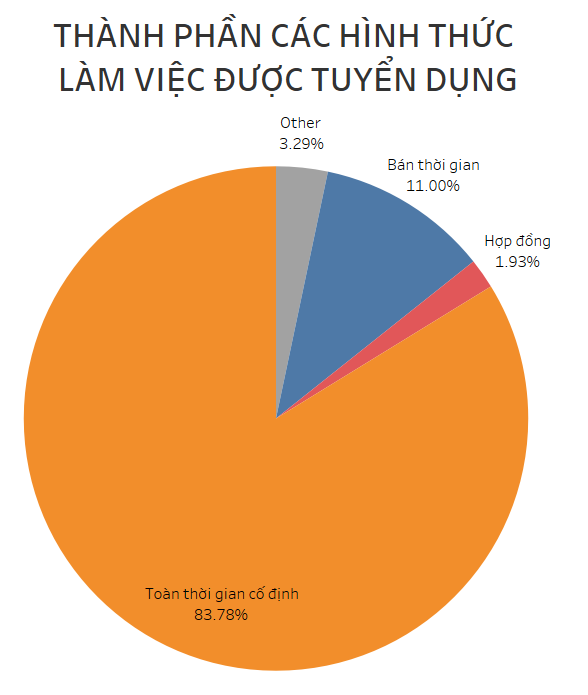 THÀNH PHẦN CÁC HÌNH THỨC
LÀM VIỆC ĐƯỢC TUYỂN DỤNG
Other
3.29%
Bán thời gian
11.00%
Hợp đồng
1.93%
Toàn thời gian cố định
83.78%